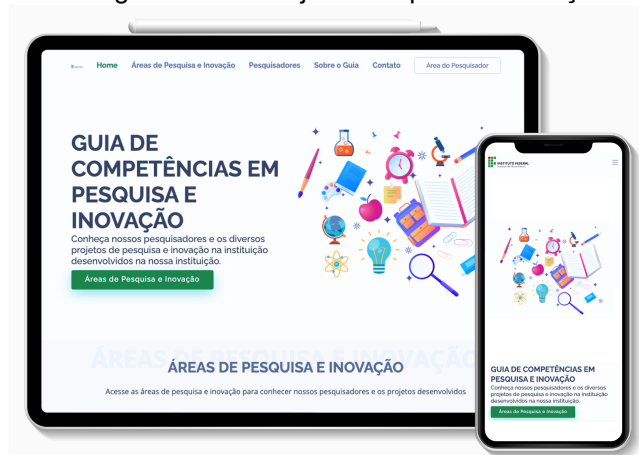 Home Áreas de Pesquisa e Inovação Pesquisadores Sobre o Guia Contato Área do Pesquisador
GUIA DE
COMPETÊNCIAS EM
PESQUISA E
INOVAÇÃO
Conheça nossos pesquisadores e os diversos
projetos de pesquisa e inovação na instituição
desenvolvidos na nossa instituição.
Áreas de Pesquisa e Inovação
ÁREAS DE PESQUISA E INOVAÇÃO
ÁREAS DE PESQUISA E INOVAÇÃO
Acesse as áreas de pesquisa e inovação para conhecer nossos pesquisadores e os projetos desenvolvidos
INSTITUTO FEDERAL
GUIA DE COMPETÊNCIAS EM
PESQUISA E INOVAÇÃO
Conheça nossos pesquisadores e os diversos
projetos de pesquisa e inovação na instituição
desenvolvidos na nossa instituição.
Áreas de Pesquisa e Inovação